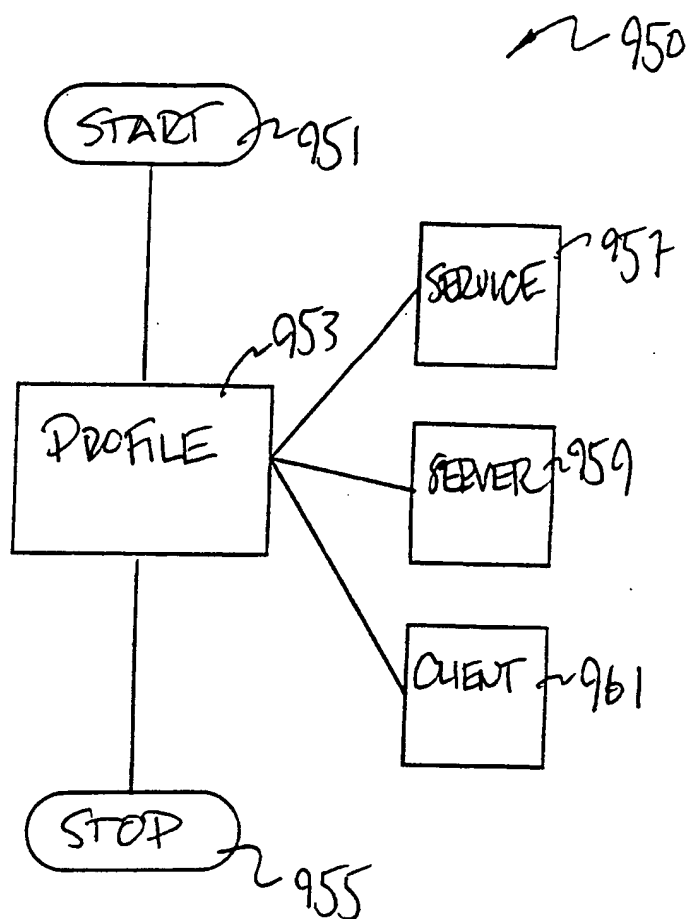 950
START
951
957
SERVICE
953
PROFILE
SERVER
959
CLIENT
961
STOP
955